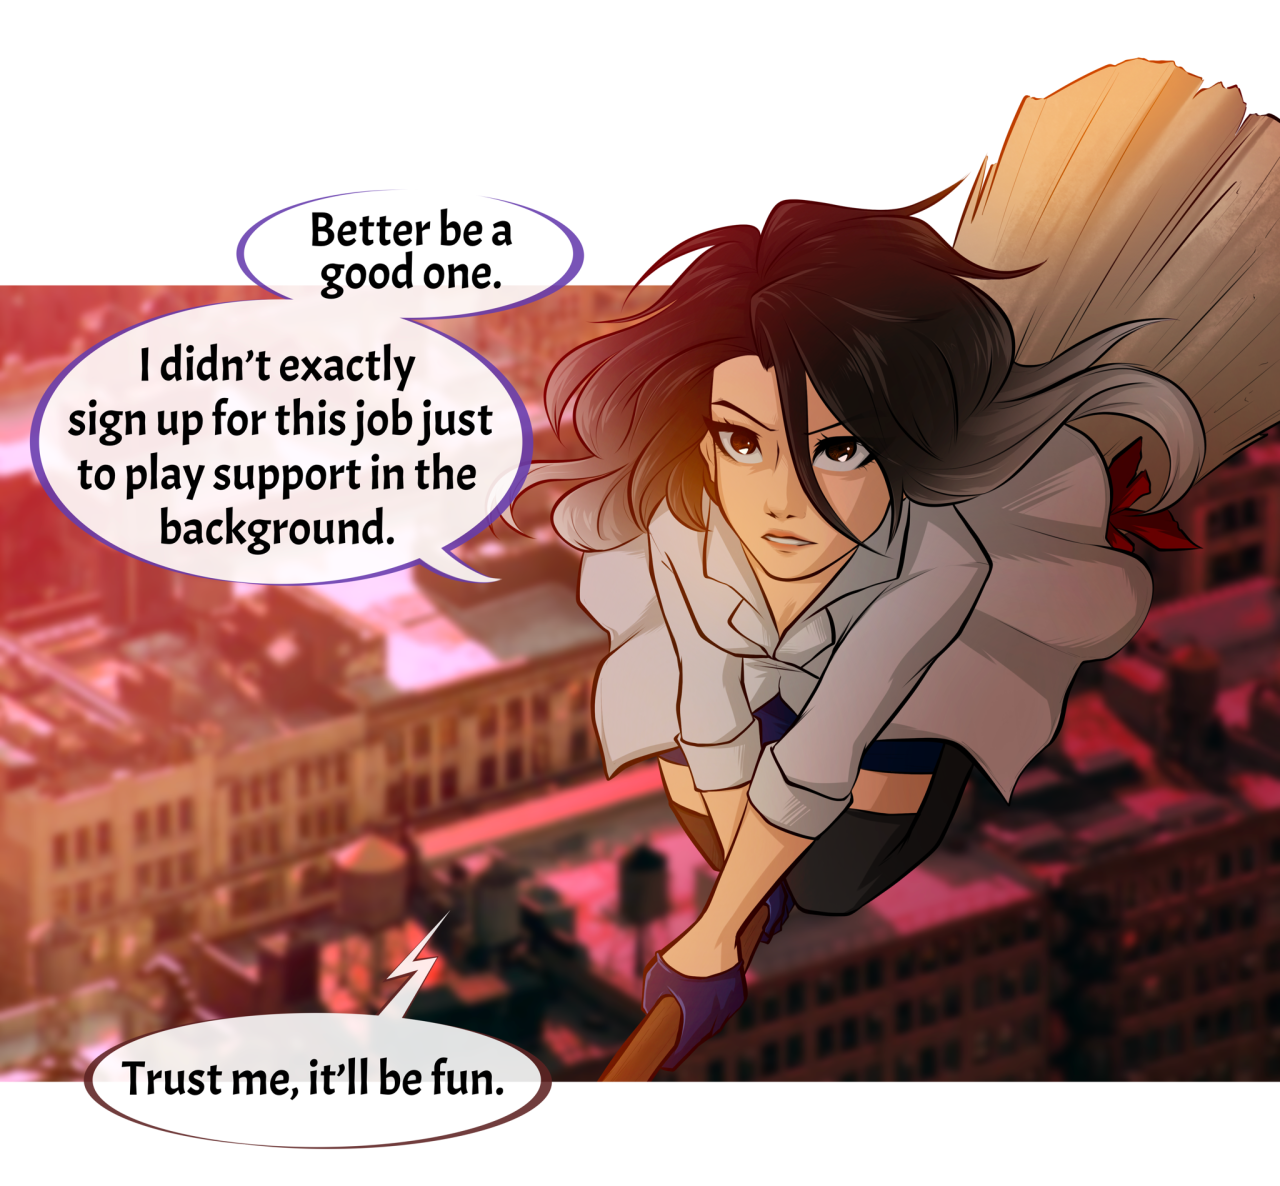 Better be a
good one.
I didn't exactly
sign up for this job just
to play support in the
background.
Trust me, it'll be fun.